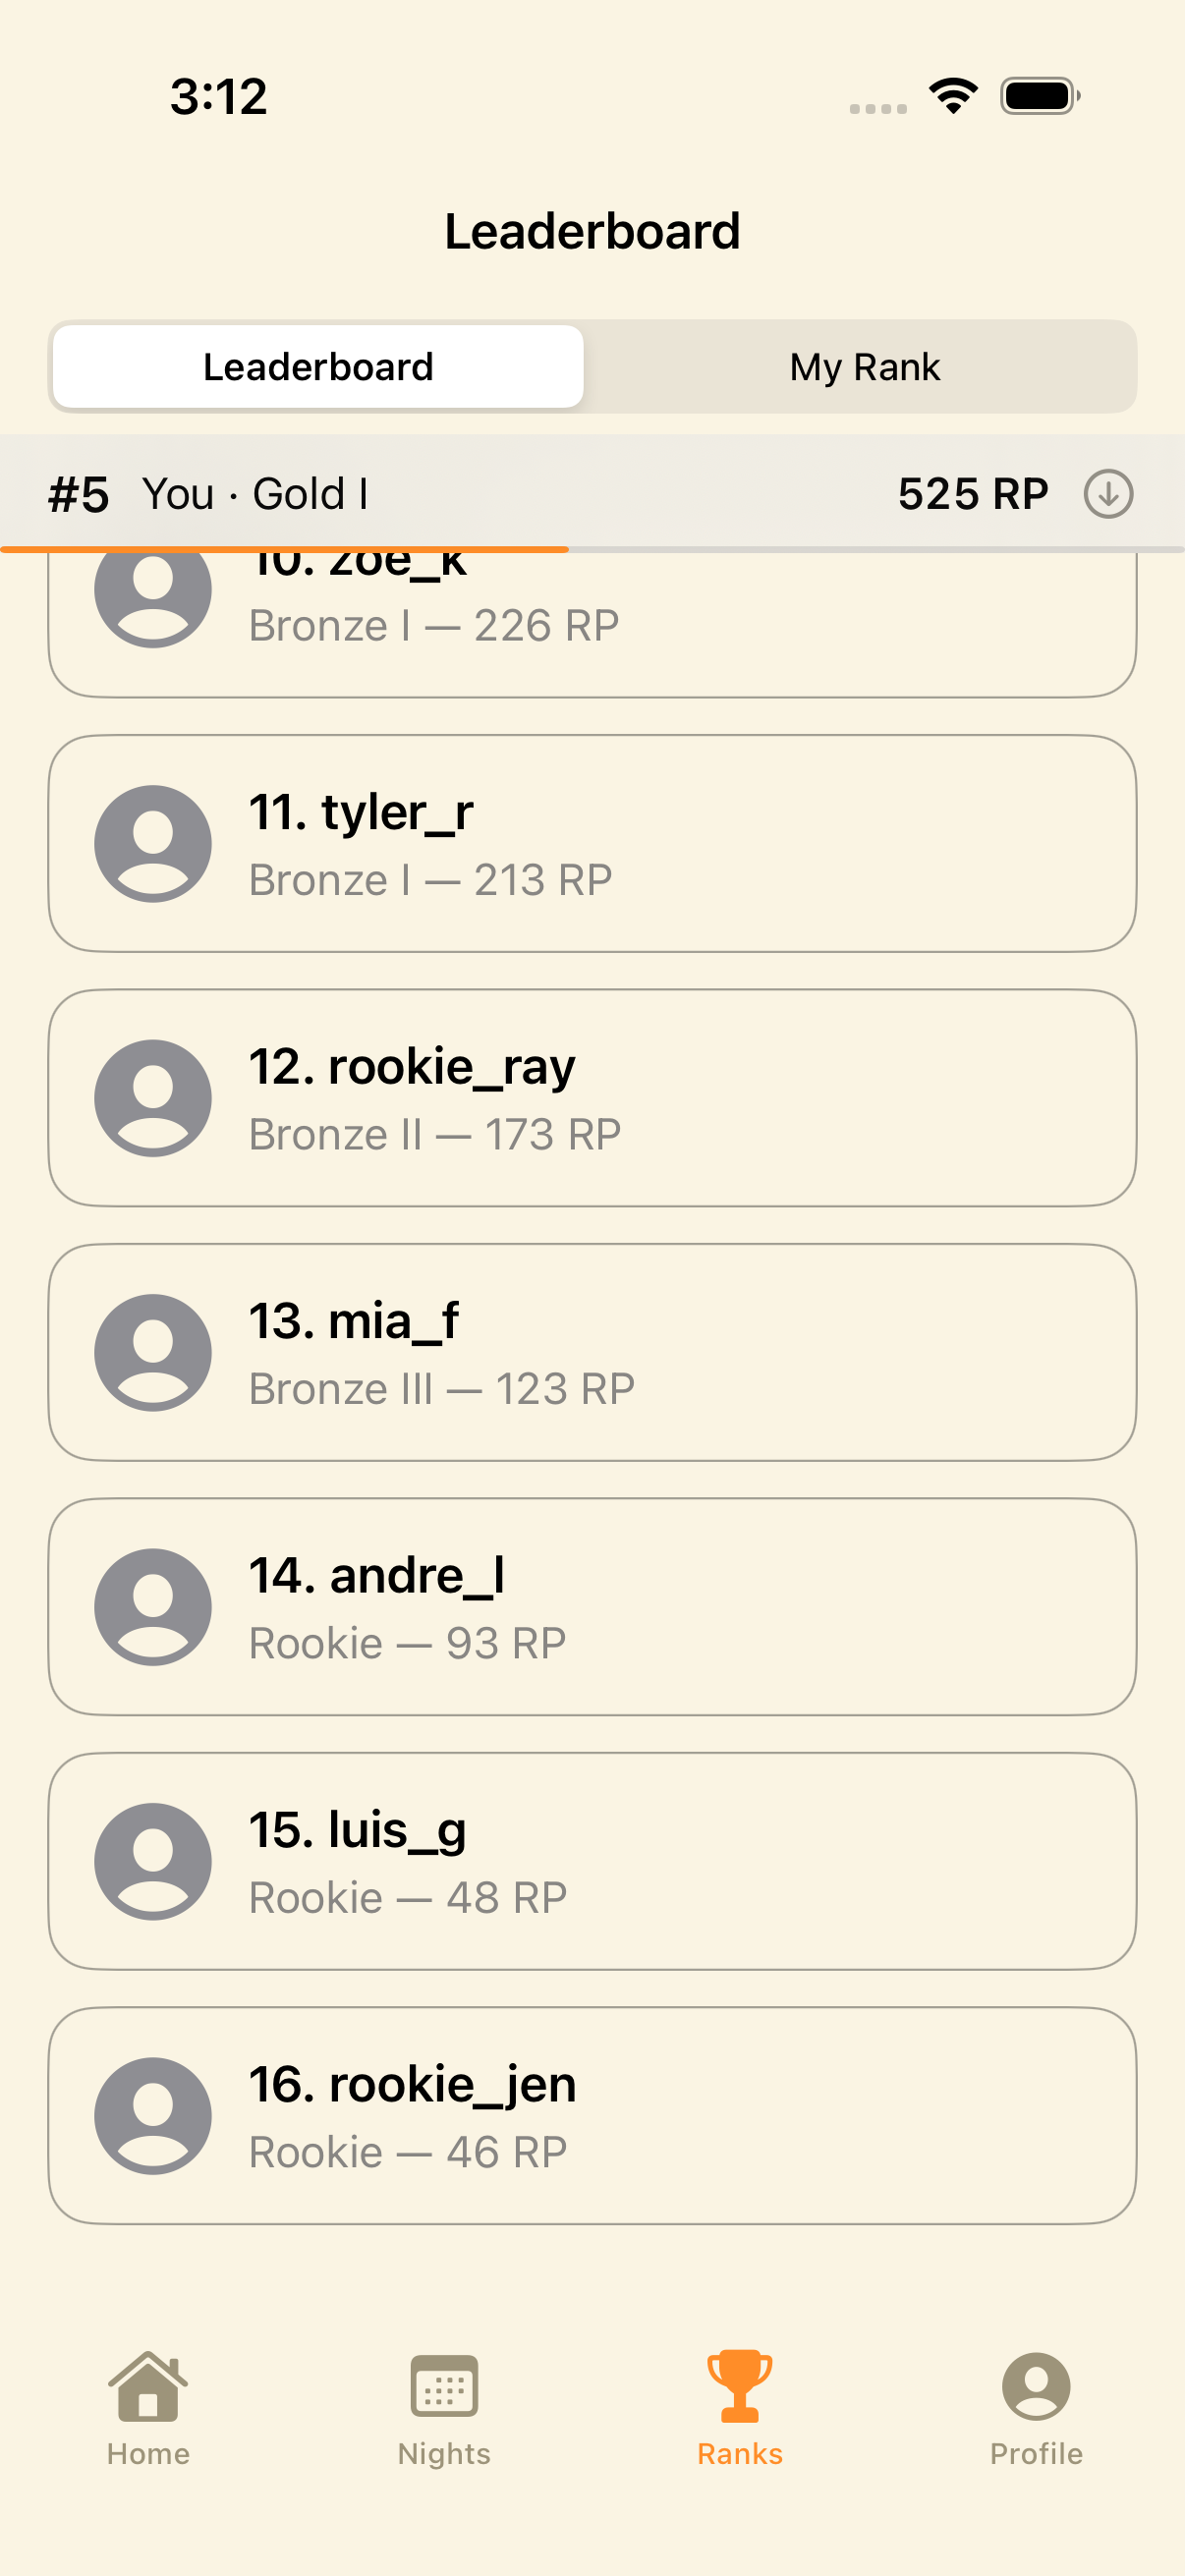 3:12
Leaderboard
Leaderboard
My Rank
#5 You · Gold I 525 RP
10. zoe_k
Bronze I — 226 RP
11. tyler_r
Bronze I — 213 RP
12. rookie_ray
Bronze II — 173 RP
13. mia_f
Bronze III — 123 RP
14. andre_l
Rookie — 93 RP
15. luis_g
Rookie — 48 RP
16. rookie_jen
Rookie — 46 RP
Home
Nights
Ranks
Profile